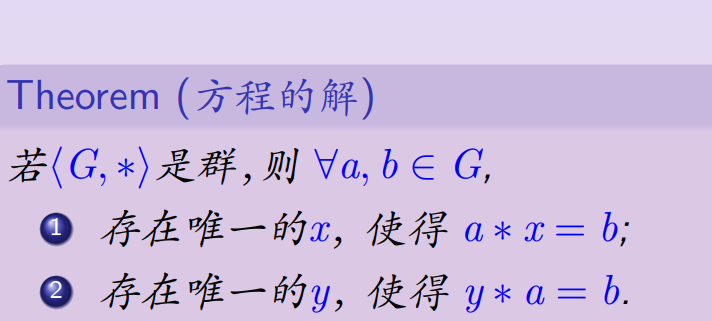 Theorem (方程的解)
若⟨G, ∗⟩是群,则 ∀a, b ∈ G,
1 存在唯一的x, 使得 a ∗ x = b;
2 存在唯一的y, 使得 y ∗ a = b.